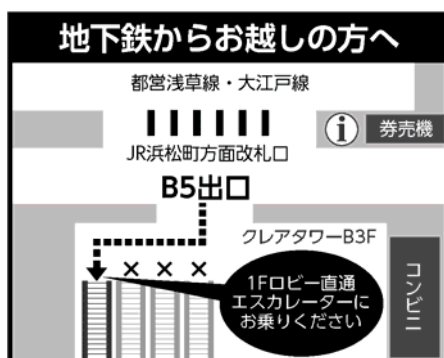 地下鉄からお越しの方へ
都営浅草線・大江戸線
i
券売機
JR浜松町方面改札口
B5出口
クレアタワーB3F
1Fロビー直通
エスカレーターに
お乗りください
コンビニ